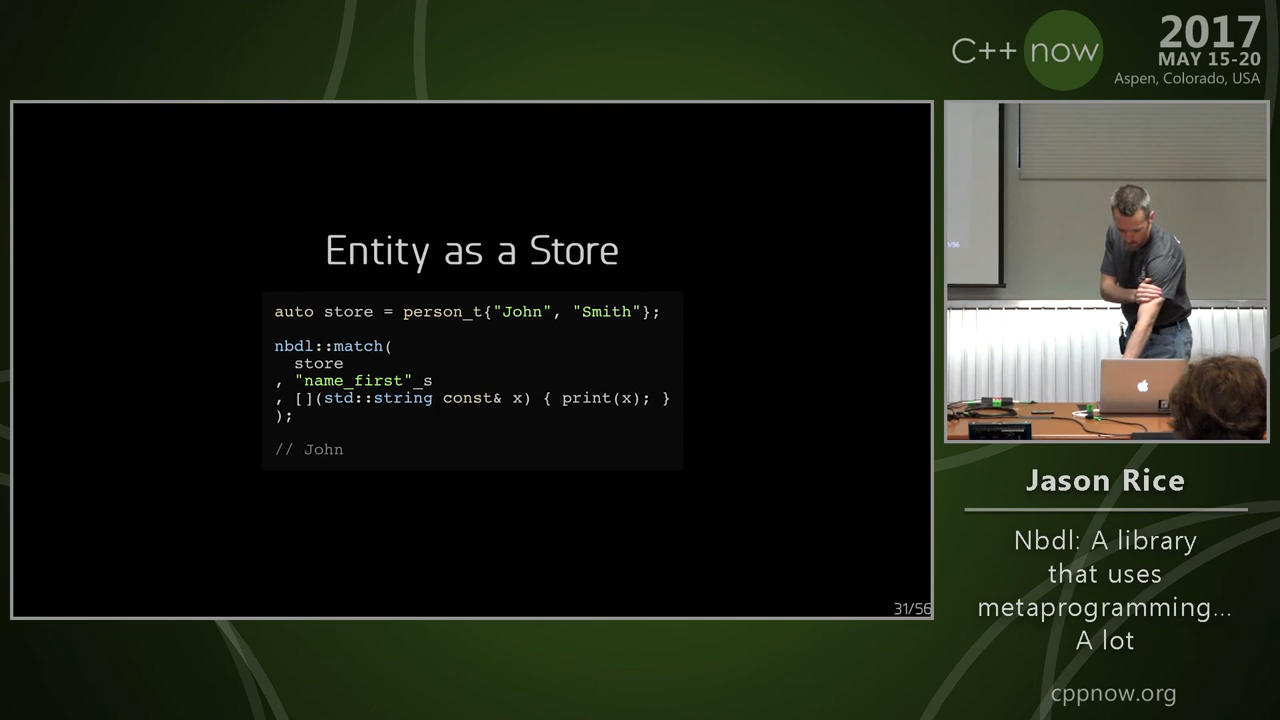 C++ now
2017
MAY 15-20
Aspen, Colorado, USA
Entity as a Store
auto store = person_t{"John", "Smith"};
nbdl::match(
store
, "name_first"_s
, [](std::string const& x) { print(x); }
);
// John
31/56
Jason Rice
Nbdl: A library
that uses
metaprogramming...
A lot
cppnow.org